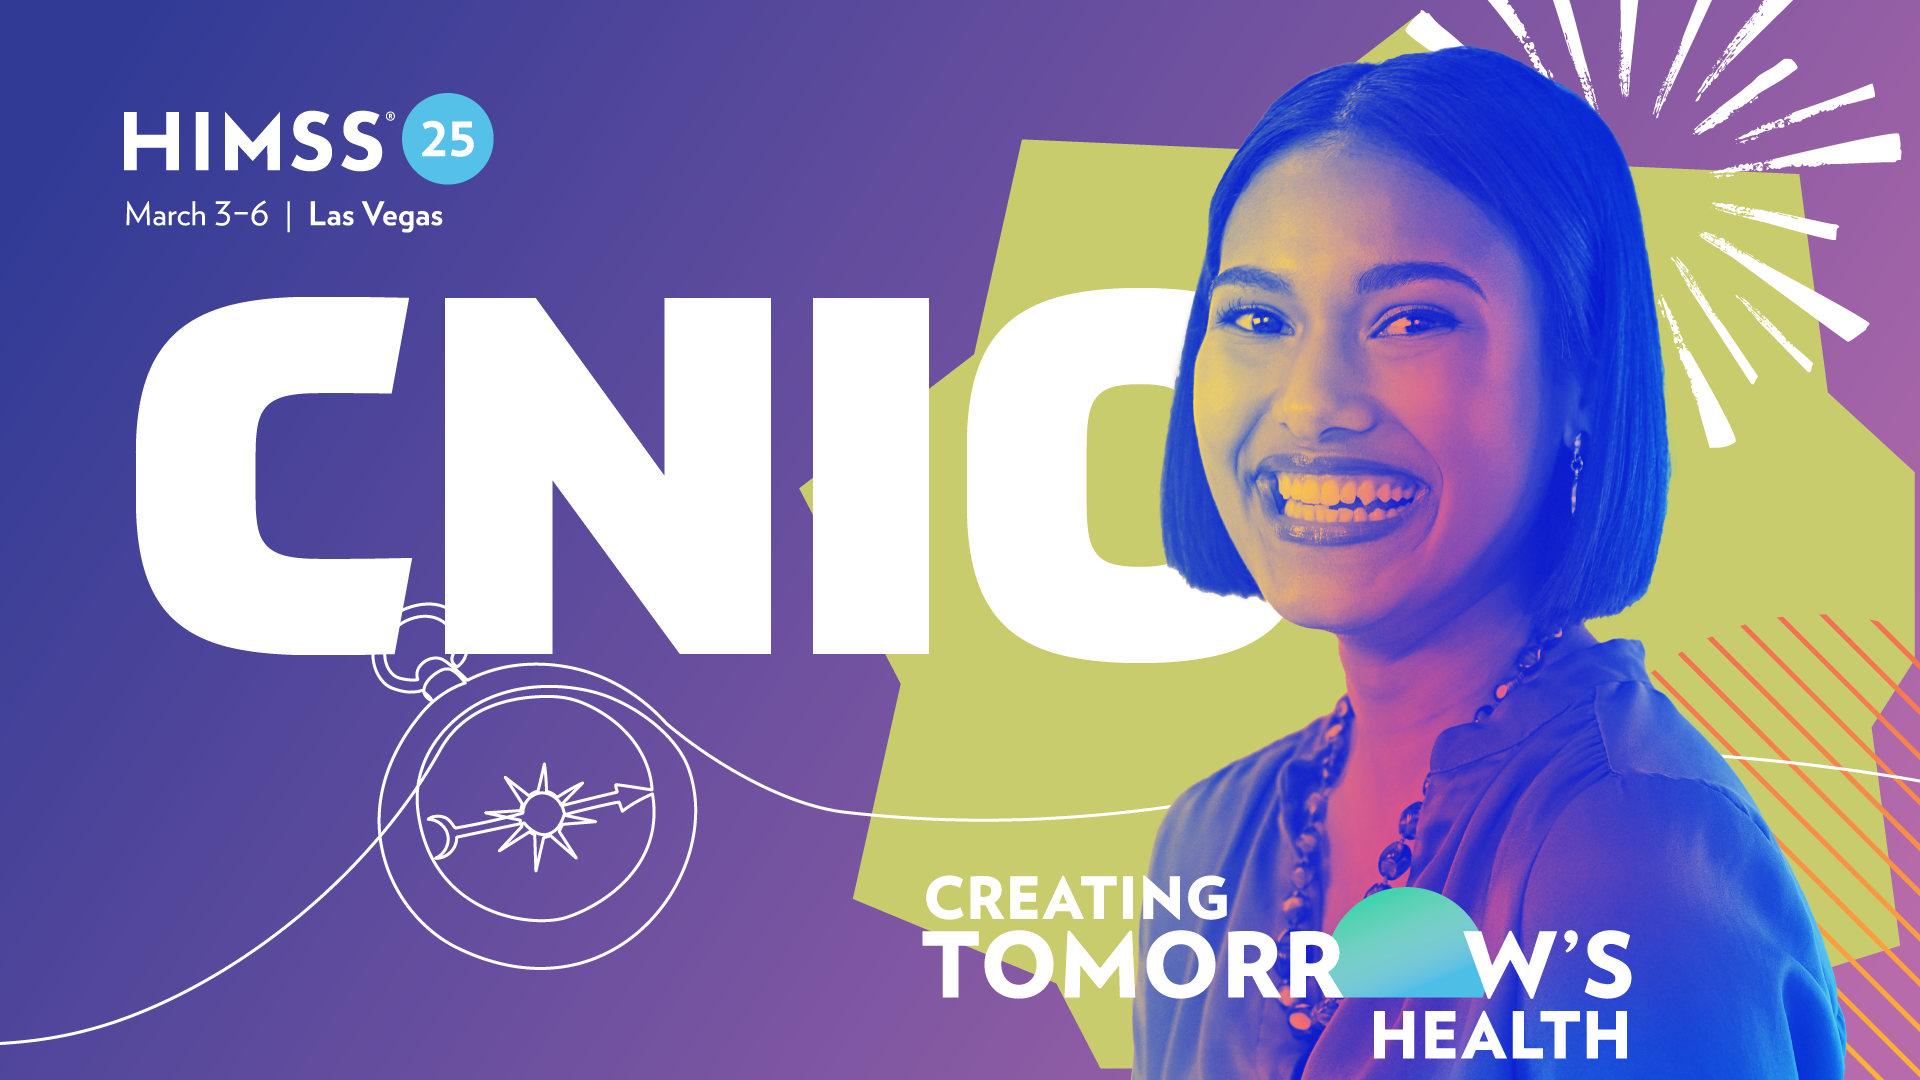 HIMSS® 25
March 3–6 | Las Vegas
CNIO
CREATING
TOMORROW'S
HEALTH